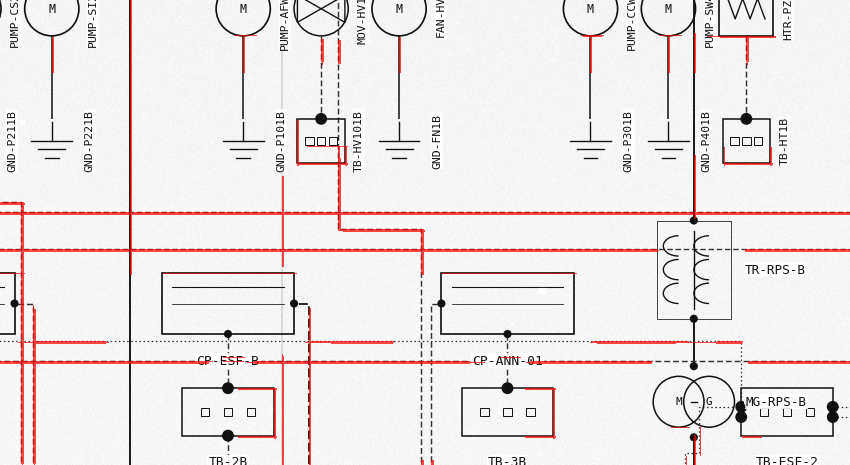 M
M
M
M
M
PUMP-CS
PUMP-SI
PUMP-AFW
MOV-HV1
FAN-HV
PUMP-CCW
PUMP-SW
HTR-PZ
GND-P211B
GND-P221B
GND-P101B
TB-HV101B
GND-FN1B
GND-P301B
GND-P401B
TB-HT1B
TR-RPS-B
CP-ESF-B
CP-ANN-01
M
G
MG-RPS-B
TB-2B
TB-3B
TB-ESF-2